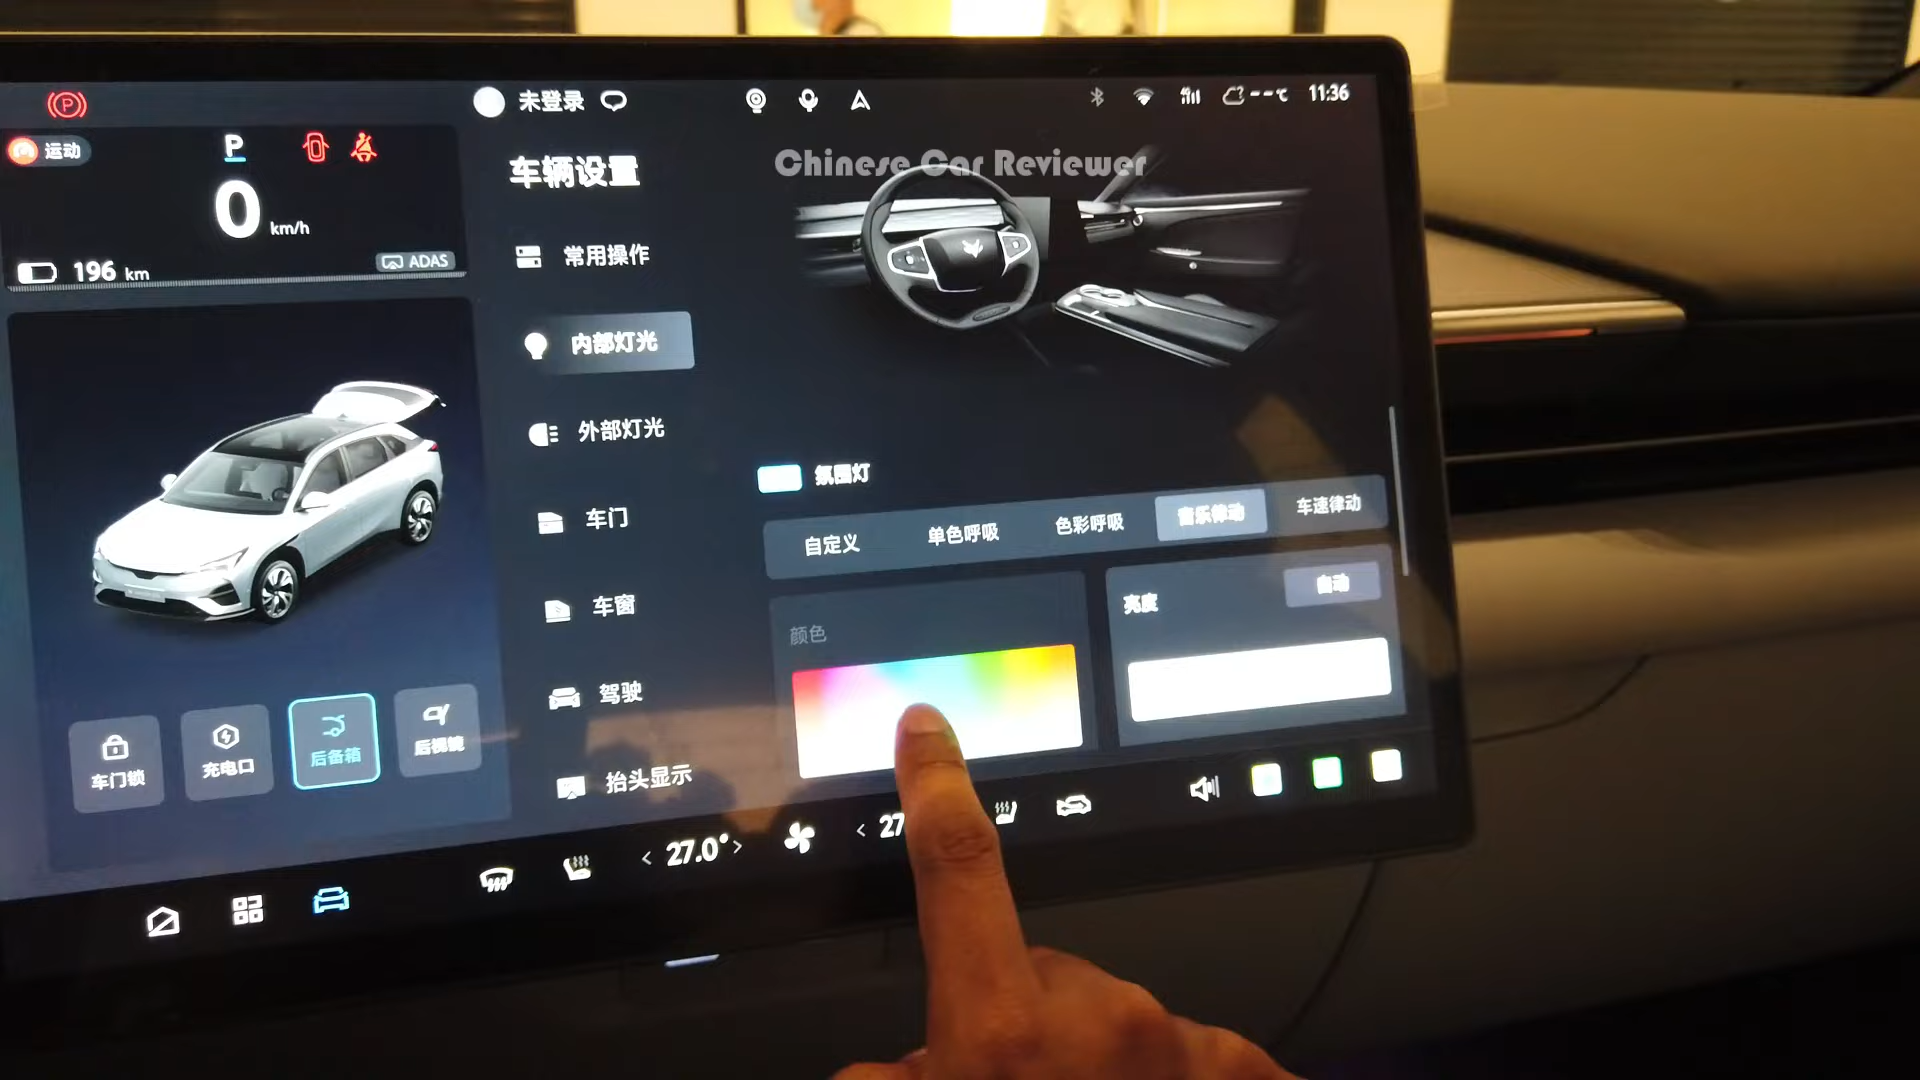 未登录
11:36
--℃
运动
P
0 km/h
196 km
ADAS
车辆设置
Chinese Car Reviewer
常用操作
内部灯光
外部灯光
车门
车窗
驾驶
抬头显示
氛围灯
自定义
单色呼吸
色彩呼吸
音乐律动
车速律动
颜色
亮度
自动
车门锁
充电口
后备箱
后视镜
27.0°
27